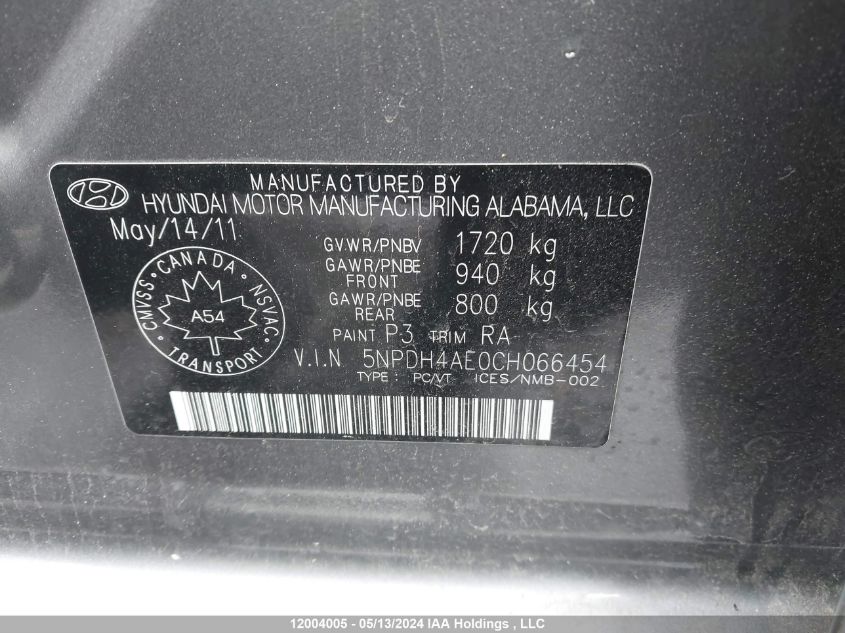 MANUFACTURED BY
HYUNDAI MOTOR MANUFACTURING ALABAMA, LLC
May/14/11
GV.WR/PNBV 1720 kg
GAWR/PNBE FRONT 940 kg
GAWR/PNBE REAR 800 kg
PAINT P3 TRIM RA
V.I.N 5NPDH4AE0CH066454
TYPE: PC/VT ICES/NMB-002
CANADA
CMVSS · NSVAC
A54
TRANSPORT
12004005 - 05/13/2024 IAA Holdings , LLC